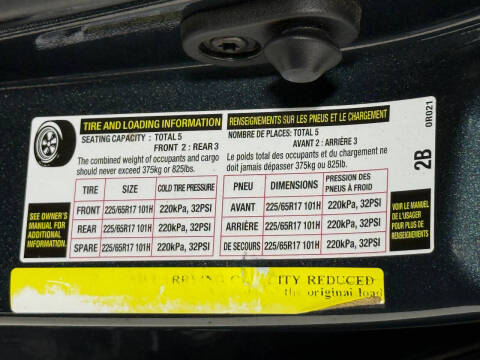 TIRE AND LOADING INFORMATION
SEATING CAPACITY : TOTAL 5
FRONT 2 : REAR 3
The combined weight of occupants and cargo
should never exceed 375kg or 825lbs.
TIRE SIZE COLD TIRE PRESSURE
FRONT 225/65R17 101H 220kPa, 32PSI
REAR 225/65R17 101H 220kPa, 32PSI
SPARE 225/65R17 101H 220kPa, 32PSI
SEE OWNER'S
MANUAL FOR
ADDITIONAL
INFORMATION.
RENSEIGNEMENTS SUR LES PNEUS ET LE CHARGEMENT
NOMBRE DE PLACES: TOTAL 5
AVANT 2 : ARRIÈRE 3
Le poids total des occupants et du chargement ne
doit jamais dépasser 375kg ou 825lb.
PNEU DIMENSIONS PRESSION DES
PNEUS À FROID
AVANT 225/65R17 101H 220kPa, 32PSI
ARRIÈRE 225/65R17 101H 220kPa, 32PSI
DE SECOURS 225/65R17 101H 220kPa, 32PSI
VOIR LE MANUEL
DE L'USAGER
POUR PLUS DE
RENSEIGNEMENTS
2B
0R021
CITY REDUCED
the original load